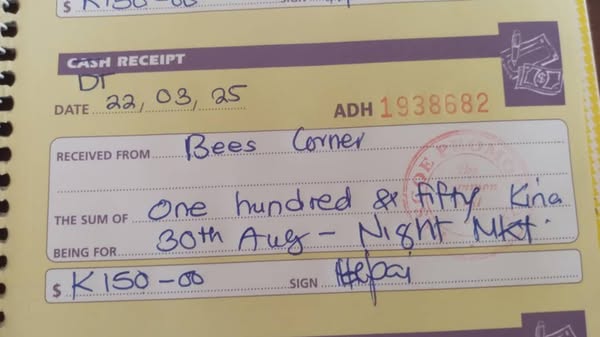 $ K150-00 SIGN
CASH RECEIPT
DT
DATE 22, 03, 25 ADH 1938682
RECEIVED FROM Bees Corner
THE SUM OF One hundred & fifty Kina
BEING FOR 30th Aug - Night Mkt.
$ K150-00 SIGN